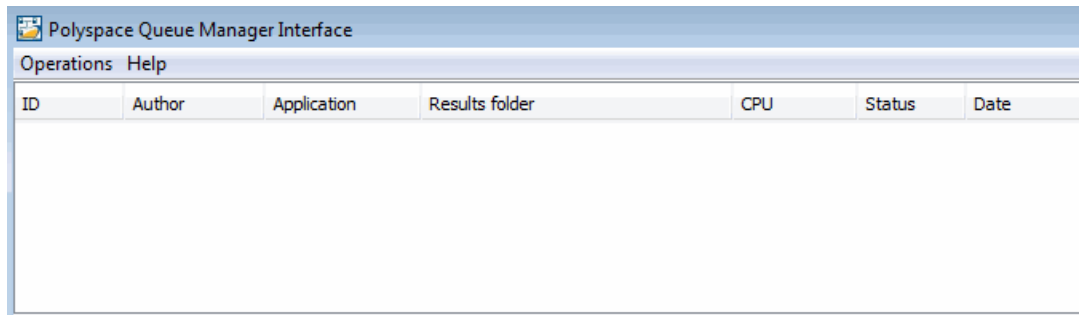 Polyspace Queue Manager Interface
Operations Help
ID Author Application Results folder CPU Status Date